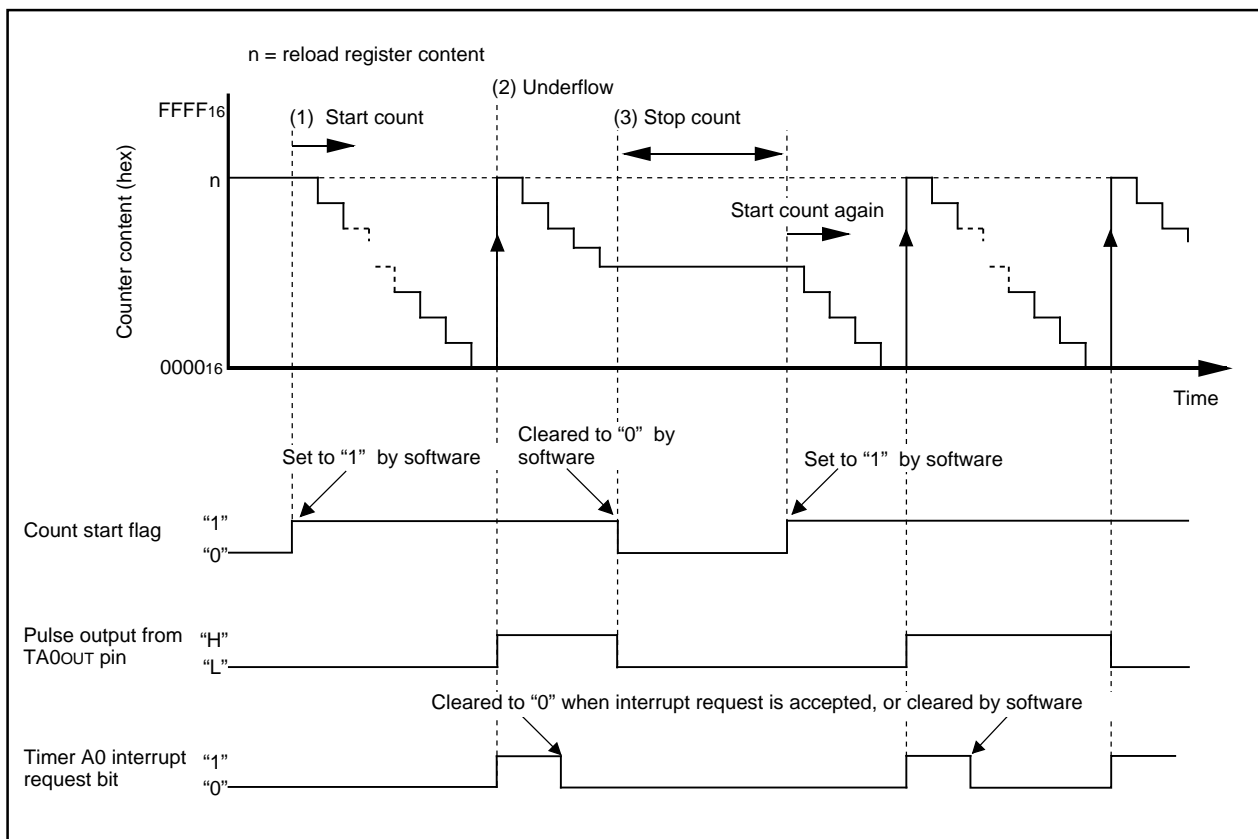 n = reload register content
(2) Underflow
FFFF16
(1) Start count
(3) Stop count
Counter content (hex)
n
Start count again
000016
Time
Cleared to “0” by
software
Set to “1” by software
Set to “1” by software
Count start flag
“1”
“0”
Pulse output from
TA0OUT pin
“H”
“L”
Cleared to “0” when interrupt request is accepted, or cleared by software
Timer A0 interrupt
request bit
“1”
“0”